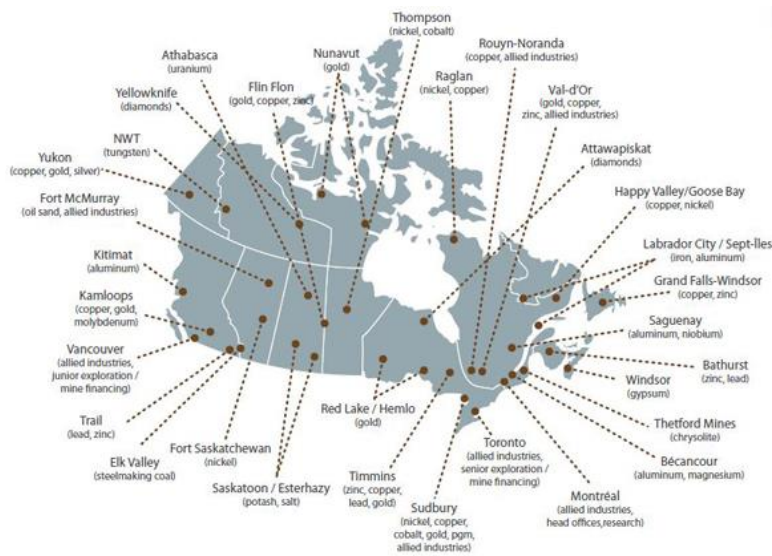 Thompson
(nickel, cobalt)
Rouyn-Noranda
(copper, allied industries)
Athabasca
(uranium)
Nunavut
(gold)
Raglan
(nickel, copper)
Val-d'Or
(gold, copper,
zinc, allied industries)
Yellowknife
(diamonds)
Flin Flon
(gold, copper, zinc)
NWT
(tungsten)
Attawapiskat
(diamonds)
Yukon
(copper, gold, silver)
Happy Valley/Goose Bay
(copper, nickel)
Fort McMurray
(oil sand, allied industries)
Labrador City / Sept-Îles
(iron, aluminum)
Kitimat
(aluminum)
Grand Falls-Windsor
(copper, zinc)
Kamloops
(copper, gold,
molybdenum)
Saguenay
(aluminum, niobium)
Vancouver
(allied industries,
junior exploration /
mine financing)
Bathurst
(zinc, lead)
Windsor
(gypsum)
Trail
(lead, zinc)
Red Lake / Hemlo
(gold)
Thetford Mines
(chrysolite)
Elk Valley
(steelmaking coal)
Fort Saskatchewan
(nickel)
Toronto
(allied industries,
senior exploration /
mine financing)
Bécancour
(aluminum, magnesium)
Saskatoon / Esterhazy
(potash, salt)
Timmins
(zinc, copper,
lead, gold)
Montréal
(allied industries,
head offices,research)
Sudbury
(nickel, copper,
cobalt, gold, pgm,
allied industries)